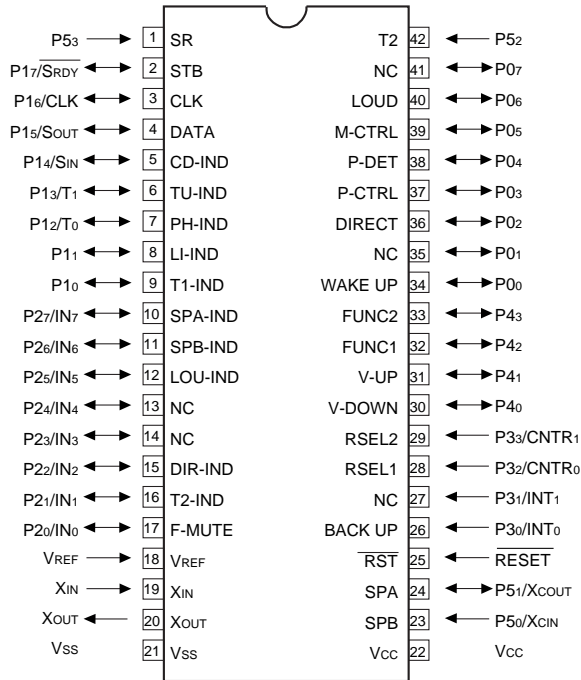 P53 1 SR T2 42 P52
P17/SRDY 2 STB NC 41 P07
P16/CLK 3 CLK LOUD 40 P06
P15/SOUT 4 DATA M-CTRL 39 P05
P14/SIN 5 CD-IND P-DET 38 P04
P13/T1 6 TU-IND P-CTRL 37 P03
P12/T0 7 PH-IND DIRECT 36 P02
P11 8 LI-IND NC 35 P01
P10 9 T1-IND WAKE UP 34 P00
P27/IN7 10 SPA-IND FUNC2 33 P43
P26/IN6 11 SPB-IND FUNC1 32 P42
P25/IN5 12 LOU-IND V-UP 31 P41
P24/IN4 13 NC V-DOWN 30 P40
P23/IN3 14 NC RSEL2 29 P33/CNTR1
P22/IN2 15 DIR-IND RSEL1 28 P32/CNTR0
P21/IN1 16 T2-IND NC 27 P31/INT1
P20/IN0 17 F-MUTE BACK UP 26 P30/INT0
VREF 18 VREF RST 25 RESET
XIN 19 XIN SPA 24 P51/XCOUT
XOUT 20 XOUT SPB 23 P50/XCIN
VSS 21 VSS VCC 22 VCC